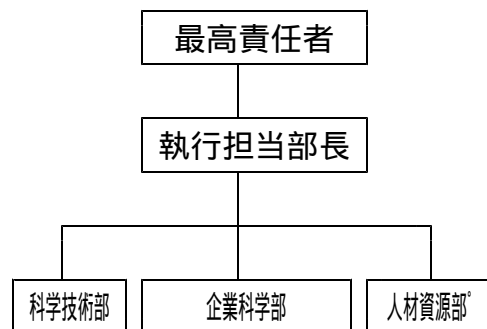 最高責任者
執行担当部長
科学技術部
企業科学部
人材資源部゜